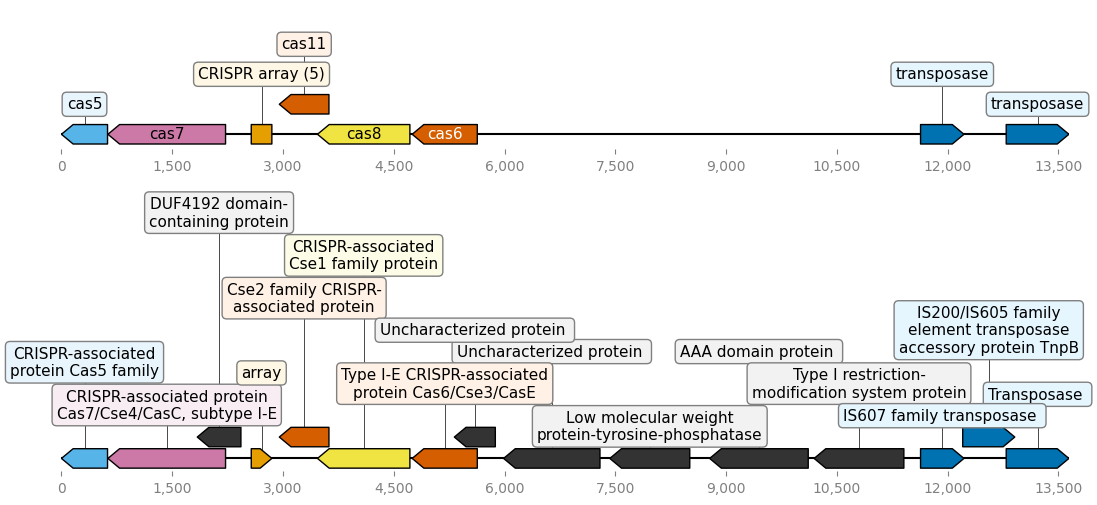 cas11
CRISPR array (5)
transposase
cas5
transposase
cas7
cas8
cas6
0
1,500
3,000
4,500
6,000
7,500
9,000
10,500
12,000
13,500
DUF4192 domain-
containing protein
CRISPR-associated
Cse1 family protein
Cse2 family CRISPR-
associated protein
IS200/IS605 family
element transposase
accessory protein TnpB
Uncharacterized protein
Uncharacterized protein
AAA domain protein
CRISPR-associated
protein Cas5 family
array
Type I-E CRISPR-associated
protein Cas6/Cse3/CasE
Type I restriction-
modification system protein
Transposase
CRISPR-associated protein
Cas7/Cse4/CasC, subtype I-E
Low molecular weight
protein-tyrosine-phosphatase
IS607 family transposase
0
1,500
3,000
4,500
6,000
7,500
9,000
10,500
12,000
13,500